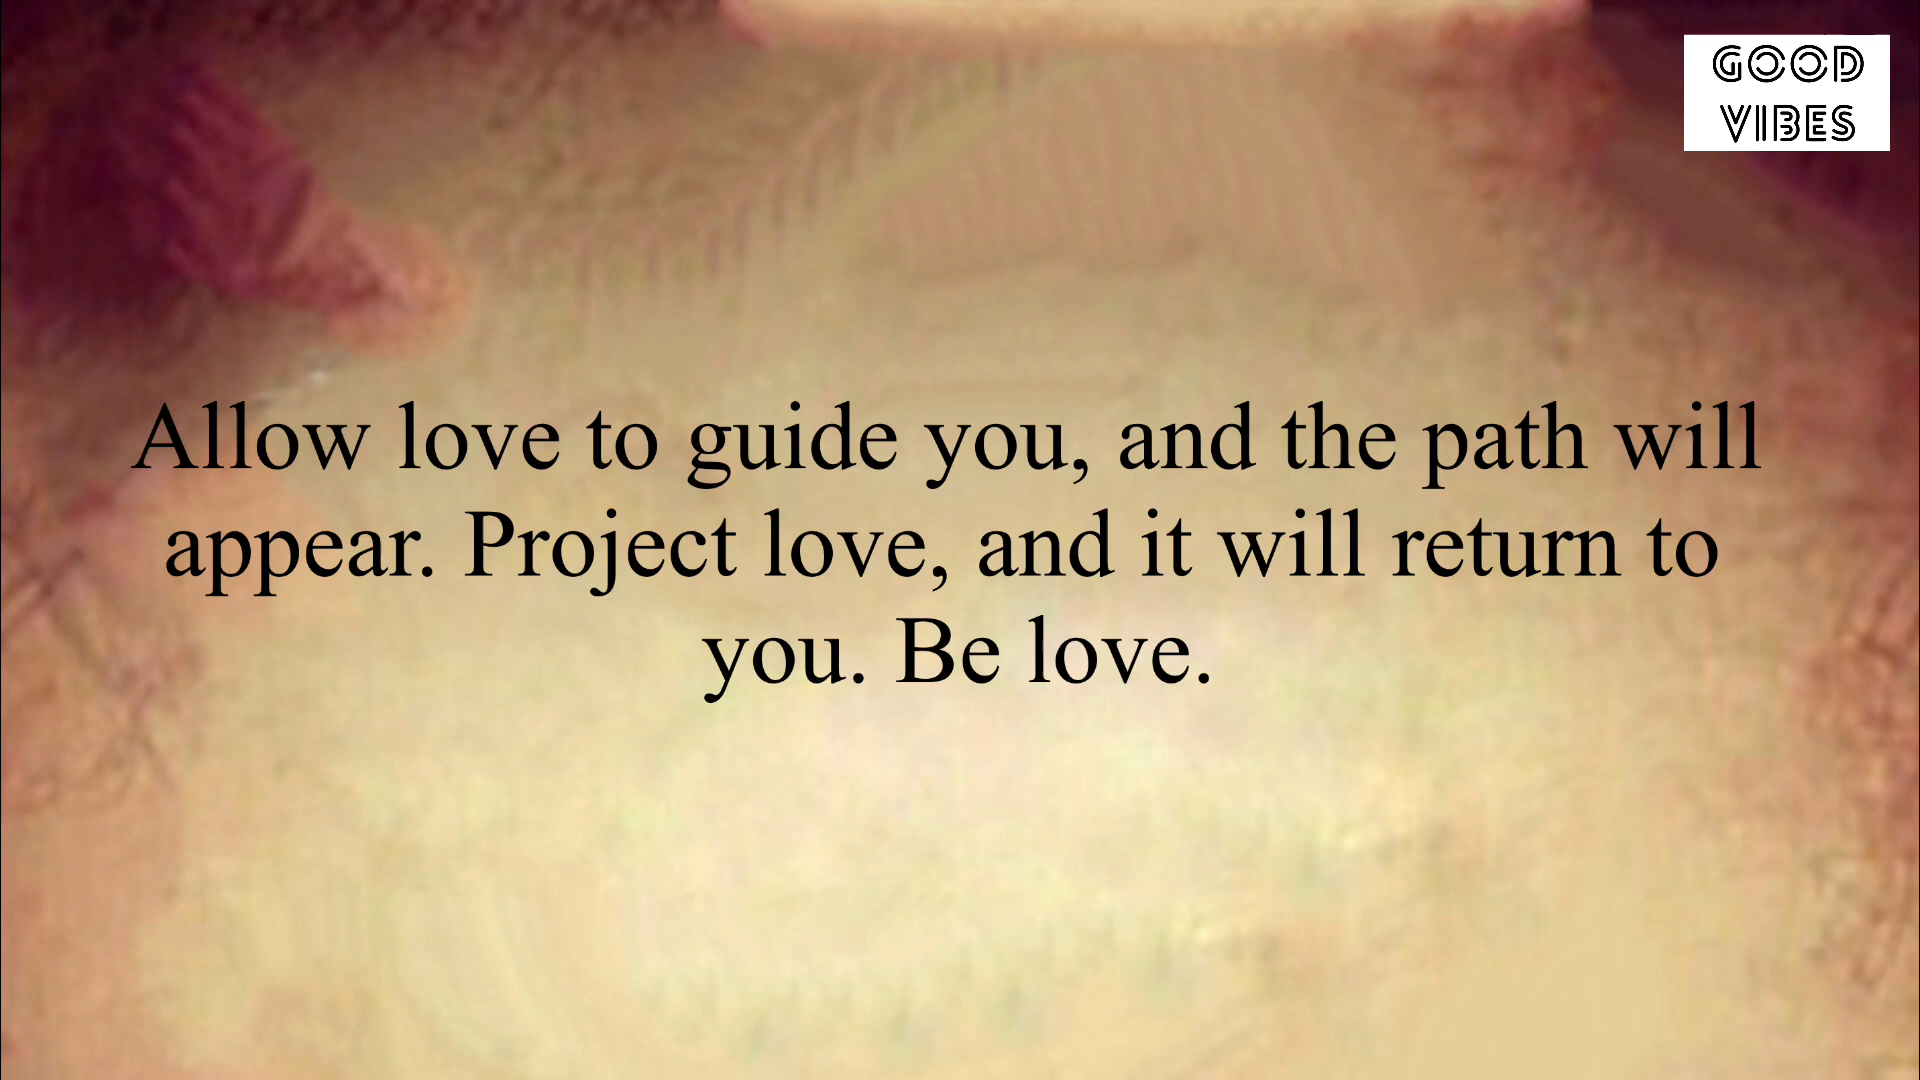 GOOD
VIBES
Allow love to guide you, and the path will
appear. Project love, and it will return to
you. Be love.